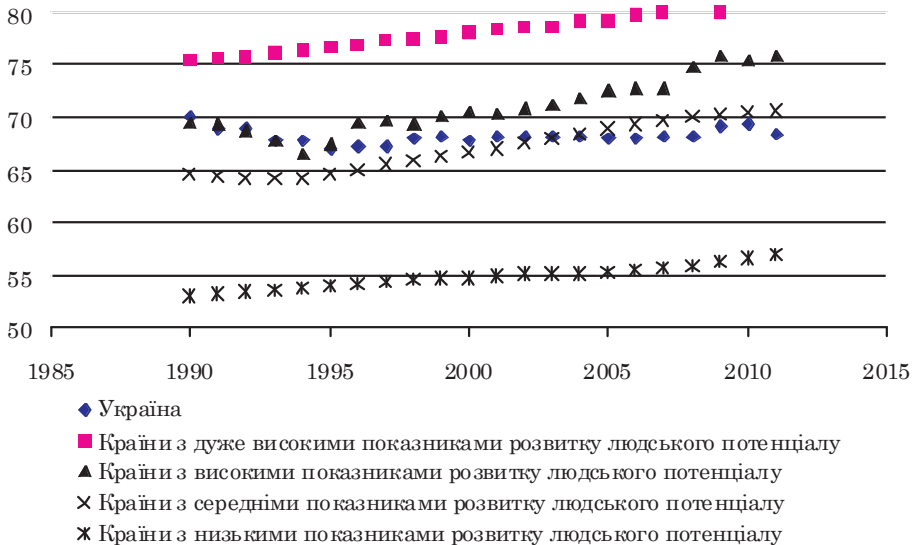 80
75
70
65
60
55
50
1985 1990 1995 2000 2005 2010 2015
Україна
Країни з дуже високими показниками розвитку людського потенціалу
Країни з високими показниками розвитку людського потенціалу
Країни з середніми показниками розвитку людського потенціалу
Країни з низькими показниками розвитку людського потенціалу